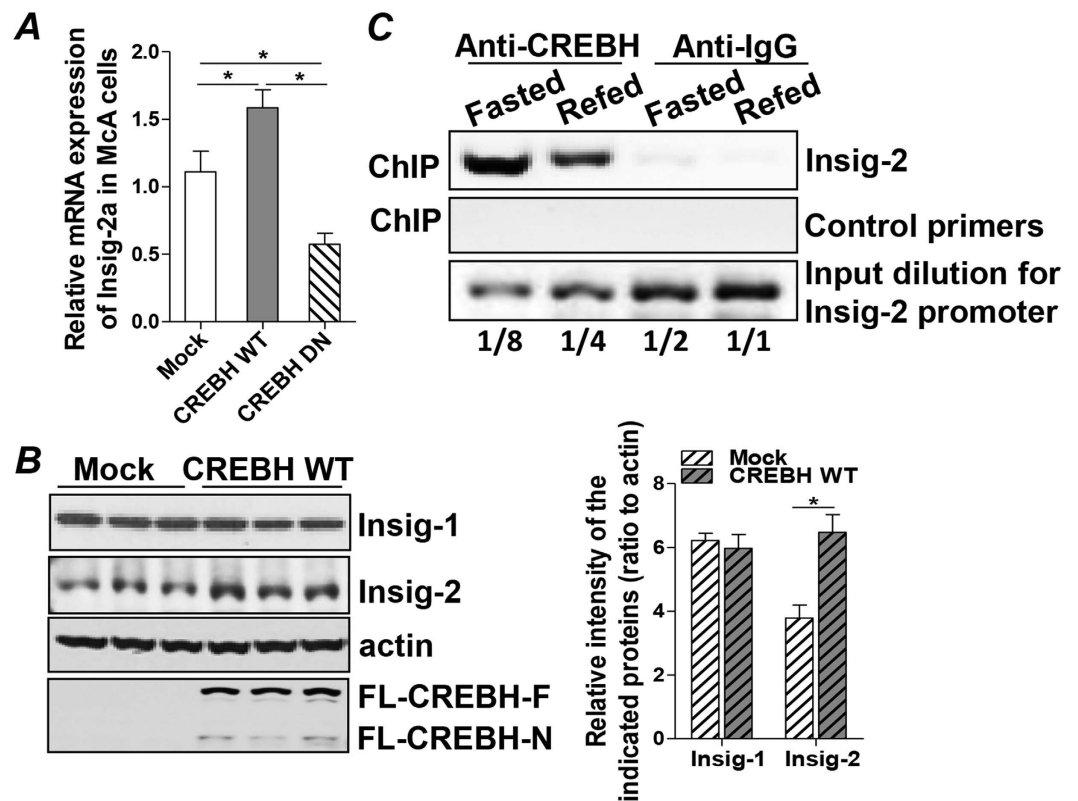 A
Relative mRNA expression
of Insig-2a in McA cells
2.0
1.5
1.0
0.5
0.0
*
*
*
Mock
CREBH WT
CREBH DN
C
Anti-CREBH
Anti-IgG
Fasted
Refed
Fasted
Refed
ChIP
Insig-2
ChIP
Control primers
Input dilution for
Insig-2 promoter
1/8
1/4
1/2
1/1
B
Mock
CREBH WT
Insig-1
Insig-2
actin
FL-CREBH-F
FL-CREBH-N
Relative intensity of the
indicated proteins (ratio to actin)
Mock
CREBH WT
8
6
4
2
0
*
Insig-1
Insig-2